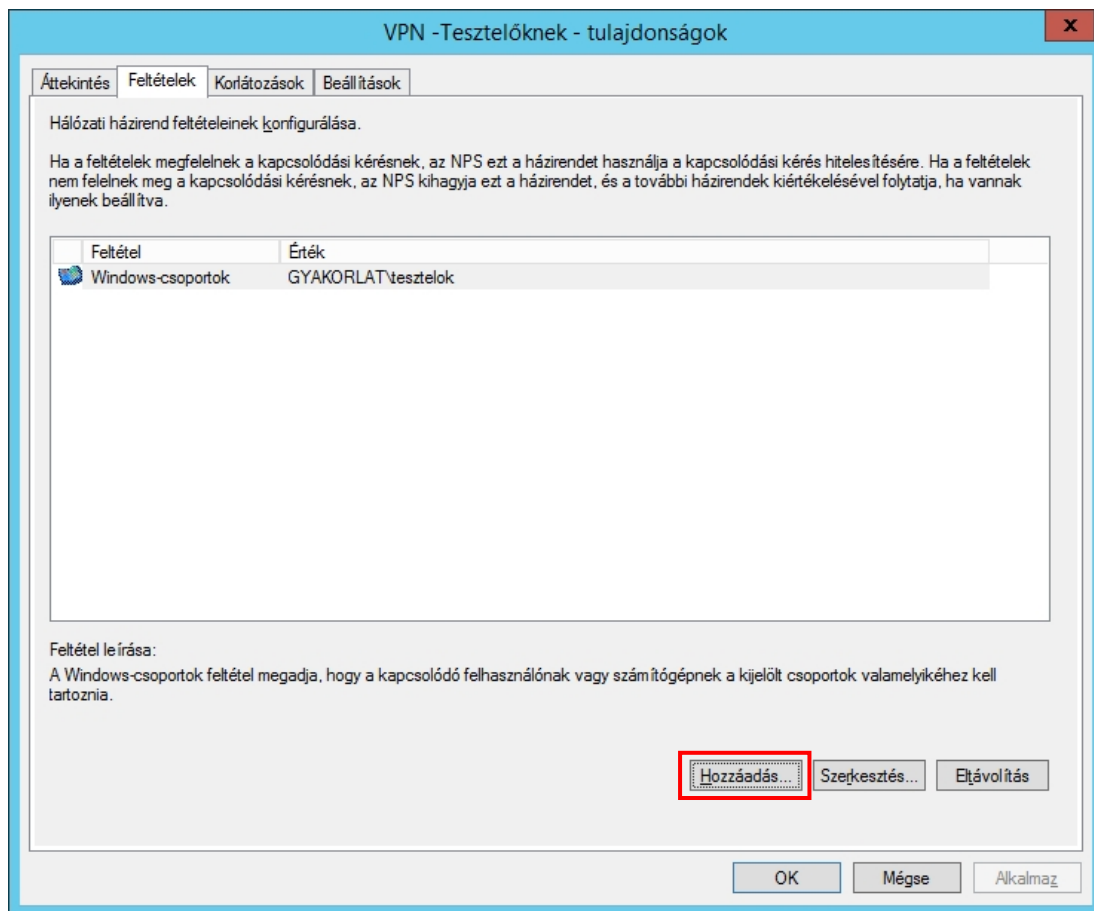 VPN -Tesztelőknek - tulajdonságok
x
Áttekintés Feltételek Korlátozások Beállítások
Hálózati házirend feltételeinek konfigurálása.
Ha a feltételek megfelelnek a kapcsolódási kérésnek, az NPS ezt a házirendet használja a kapcsolódási kérés hitelesítésére. Ha a feltételek
nem felelnek meg a kapcsolódási kérésnek, az NPS kihagyja ezt a házirendet, és a további házirendek kiértékelésével folytatja, ha vannak
ilyenek beállítva.
Feltétel Érték
Windows-csoportok GYAKORLAT\tesztelok
Feltétel leírása:
A Windows-csoportok feltétel megadja, hogy a kapcsolódó felhasználónak vagy számítógépnek a kijelölt csoportok valamelyikéhez kell
tartoznia.
Hozzáadás... Szerkesztés... Eltávolítás
OK Mégse Alkalmaz